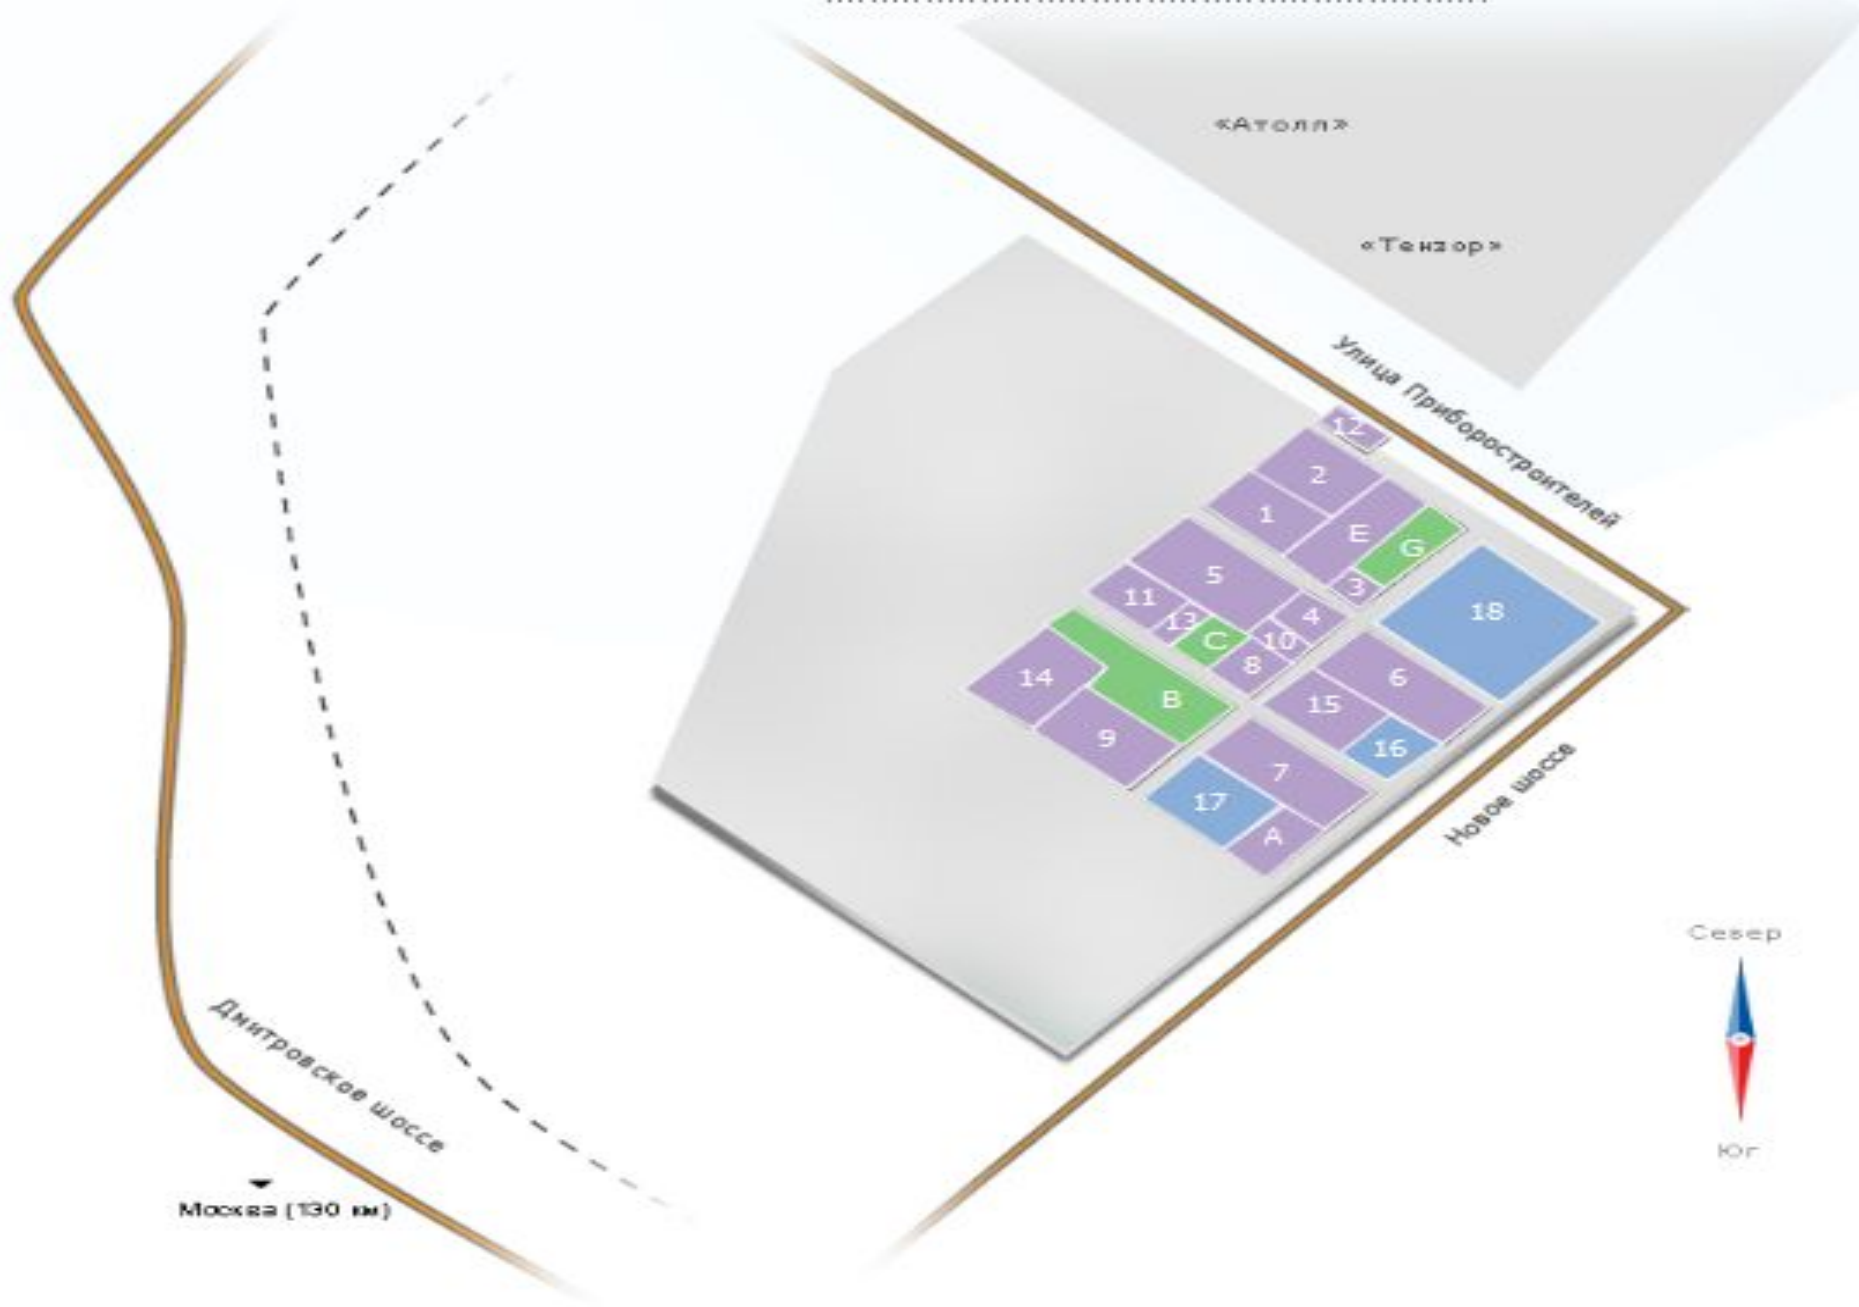 «Атолл»
«Тензор»
Улица Приборостроителей
12
2
1
E
G
5
3
11
18
4
13
C
10
8
6
14
B
15
9
16
7
17
A
Новое шоссе
Север
Юг
Дмитровское шоссе
Москва (130 км)